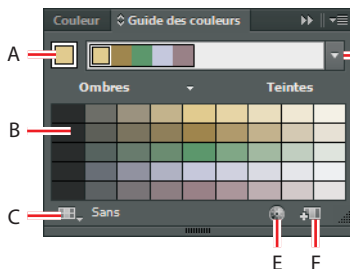 Couleur Guide des couleurs
A
Ombres Teintes
B
C Sans
E F